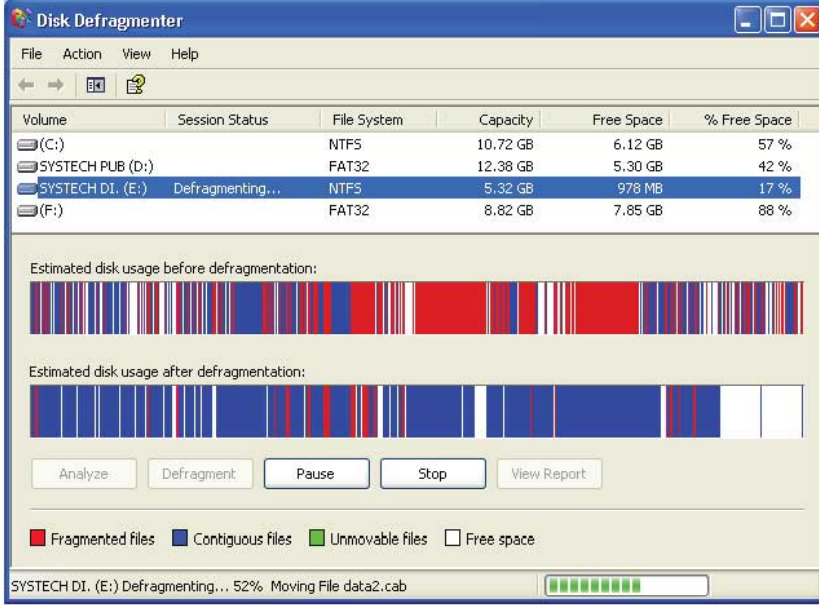 Disk Defragmenter
File Action View Help
Volume Session Status File System Capacity Free Space % Free Space
(C:) NTFS 10.72 GB 6.12 GB 57 %
SYSTECH PUB (D:) FAT32 12.38 GB 5.30 GB 42 %
SYSTECH DI. (E:) Defragmenting... NTFS 5.32 GB 978 MB 17 %
(F:) FAT32 8.82 GB 7.85 GB 88 %
Estimated disk usage before defragmentation:
Estimated disk usage after defragmentation:
Analyze Defragment Pause Stop View Report
Fragmented files Contiguous files Unmovable files Free space
SYSTECH DI. (E:) Defragmenting... 52% Moving File data2.cab